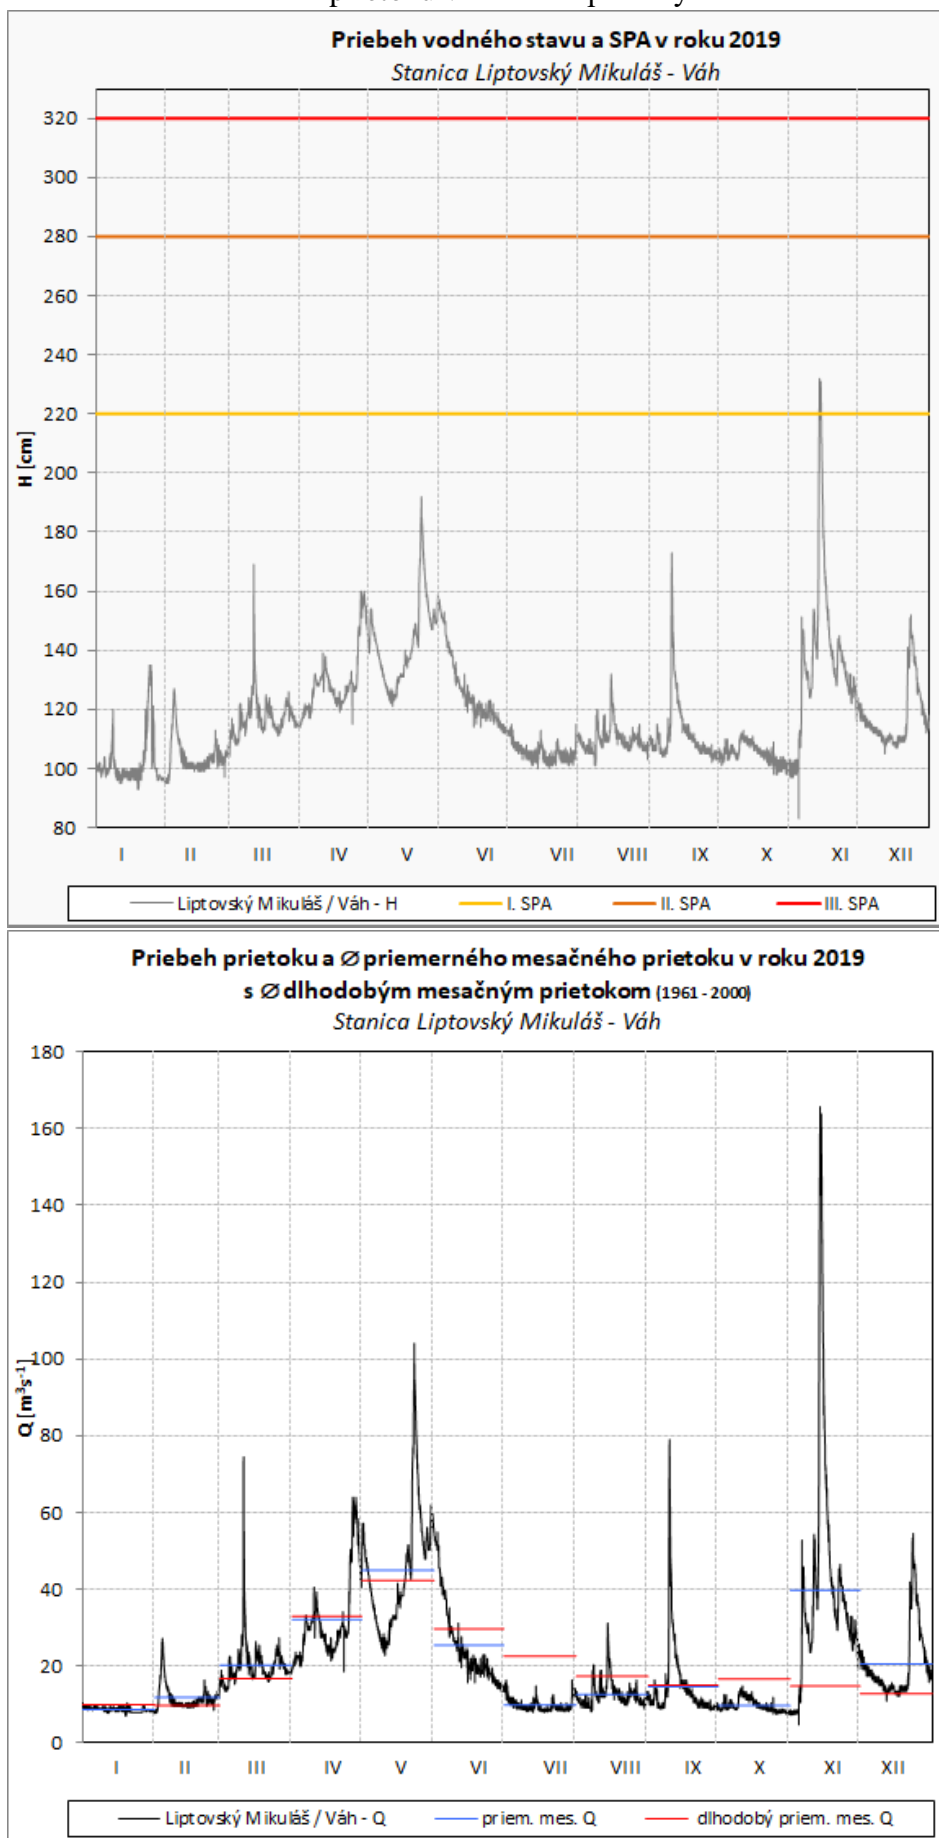 Priebeh vodného stavu a SPA v roku 2019
Stanica Liptovský Mikuláš - Váh
320
300
280
260
240
220
200
180
160
140
120
100
80
H [cm]
I II III IV V VI VII VIII IX X XI XII
Liptovský Mikuláš / Váh - H I. SPA II. SPA III. SPA
Priebeh prietoku a Ø priemerného mesačného prietoku v roku 2019
s Ø dlhodobým mesačným prietokom (1961 - 2000)
Stanica Liptovský Mikuláš - Váh
180
160
140
120
100
80
60
40
20
0
Q [m³s⁻¹]
I II III IV V VI VII VIII IX X XI XII
Liptovský Mikuláš / Váh - Q priem. mes. Q dlhodobý priem. mes. Q